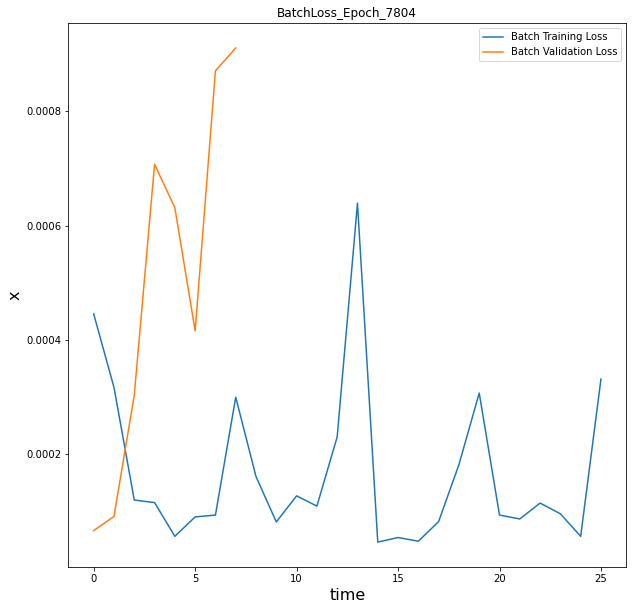 BatchLoss_Epoch_7804
Batch Training Loss
Batch Validation Loss
0.0008
0.0006
0.0004
0.0002
x
0 5 10 15 20 25
time